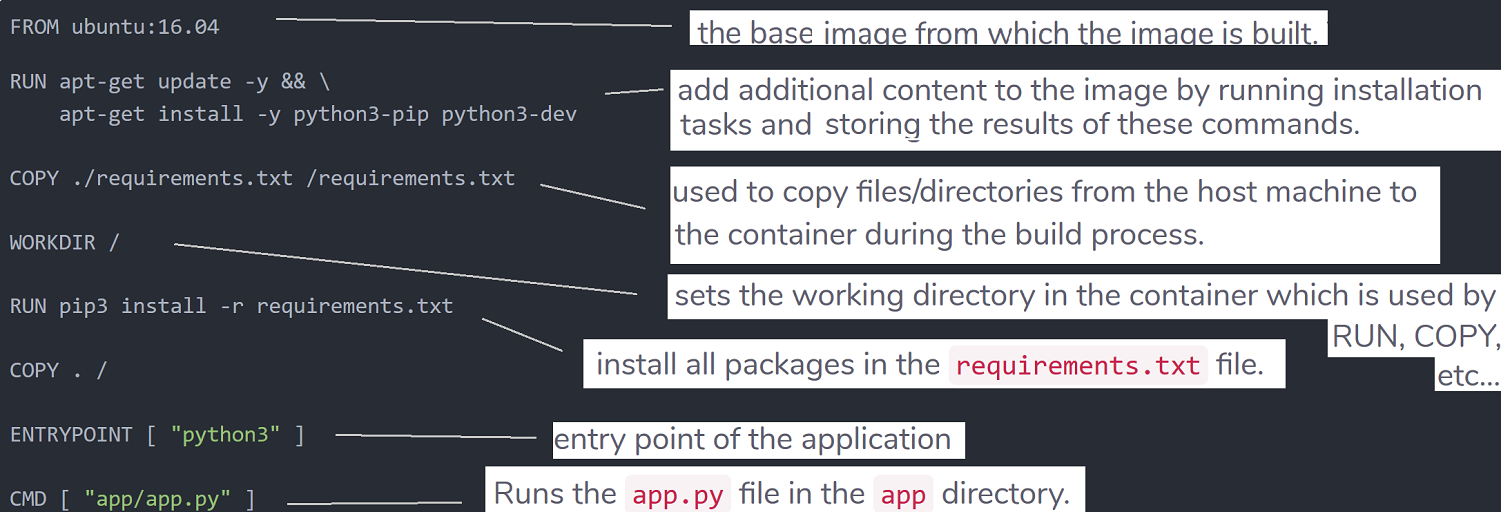 FROM ubuntu:16.04
the base image from which the image is built.
RUN apt-get update -y && \
apt-get install -y python3-pip python3-dev
add additional content to the image by running installation
tasks and storing the results of these commands.
COPY ./requirements.txt /requirements.txt
used to copy files/directories from the host machine to
the container during the build process.
WORKDIR /
sets the working directory in the container which is used by
RUN, COPY,
etc...
RUN pip3 install -r requirements.txt
install all packages in the requirements.txt file.
COPY . /
ENTRYPOINT [ "python3" ]
entry point of the application
CMD [ "app/app.py" ]
Runs the app.py file in the app directory.